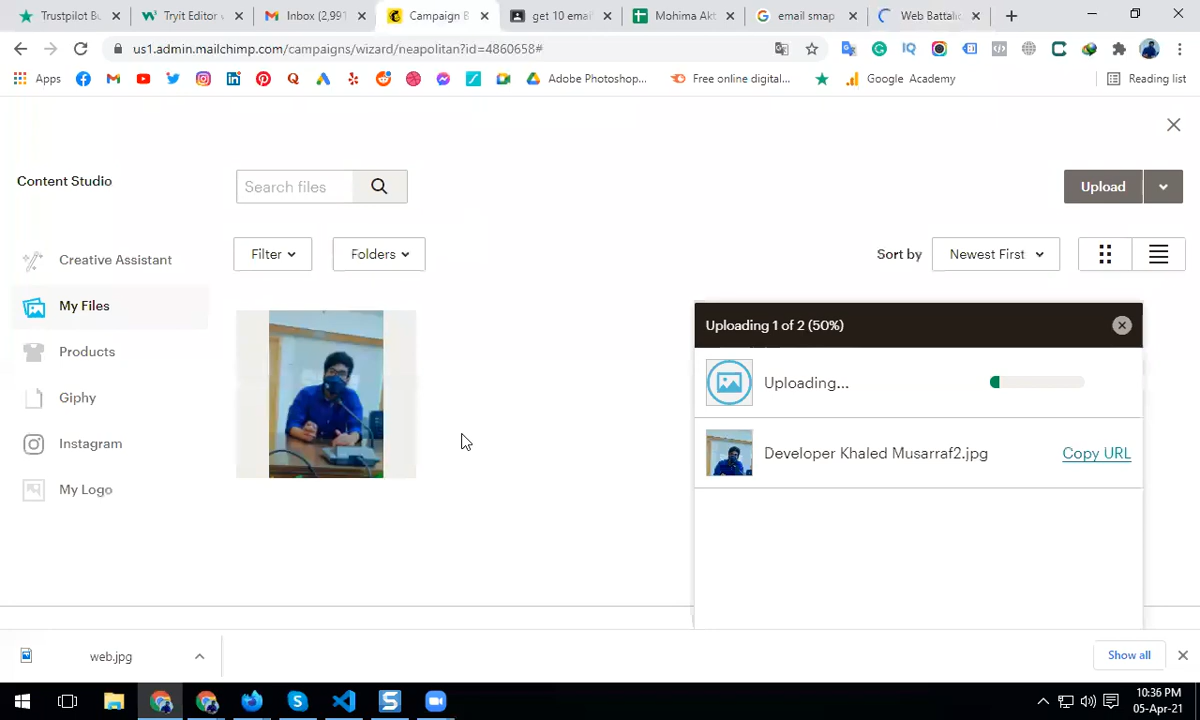 Trustpilot Bu
Tryit Editor v
Inbox (2,991
Campaign B
get 10 email
Mohima Akt
email smap
Web Battalic
us1.admin.mailchimp.com/campaigns/wizard/neapolitan?id=4860658#
Apps
Adobe Photoshop...
Free online digital...
Google Academy
Reading list
Content Studio
Search files
Upload
Filter
Folders
Sort by
Newest First
Creative Assistant
My Files
Products
Giphy
Instagram
My Logo
Uploading 1 of 2 (50%)
Uploading...
Developer Khaled Musarraf2.jpg
Copy URL
web.jpg
Show all
10:36 PM
05-Apr-21